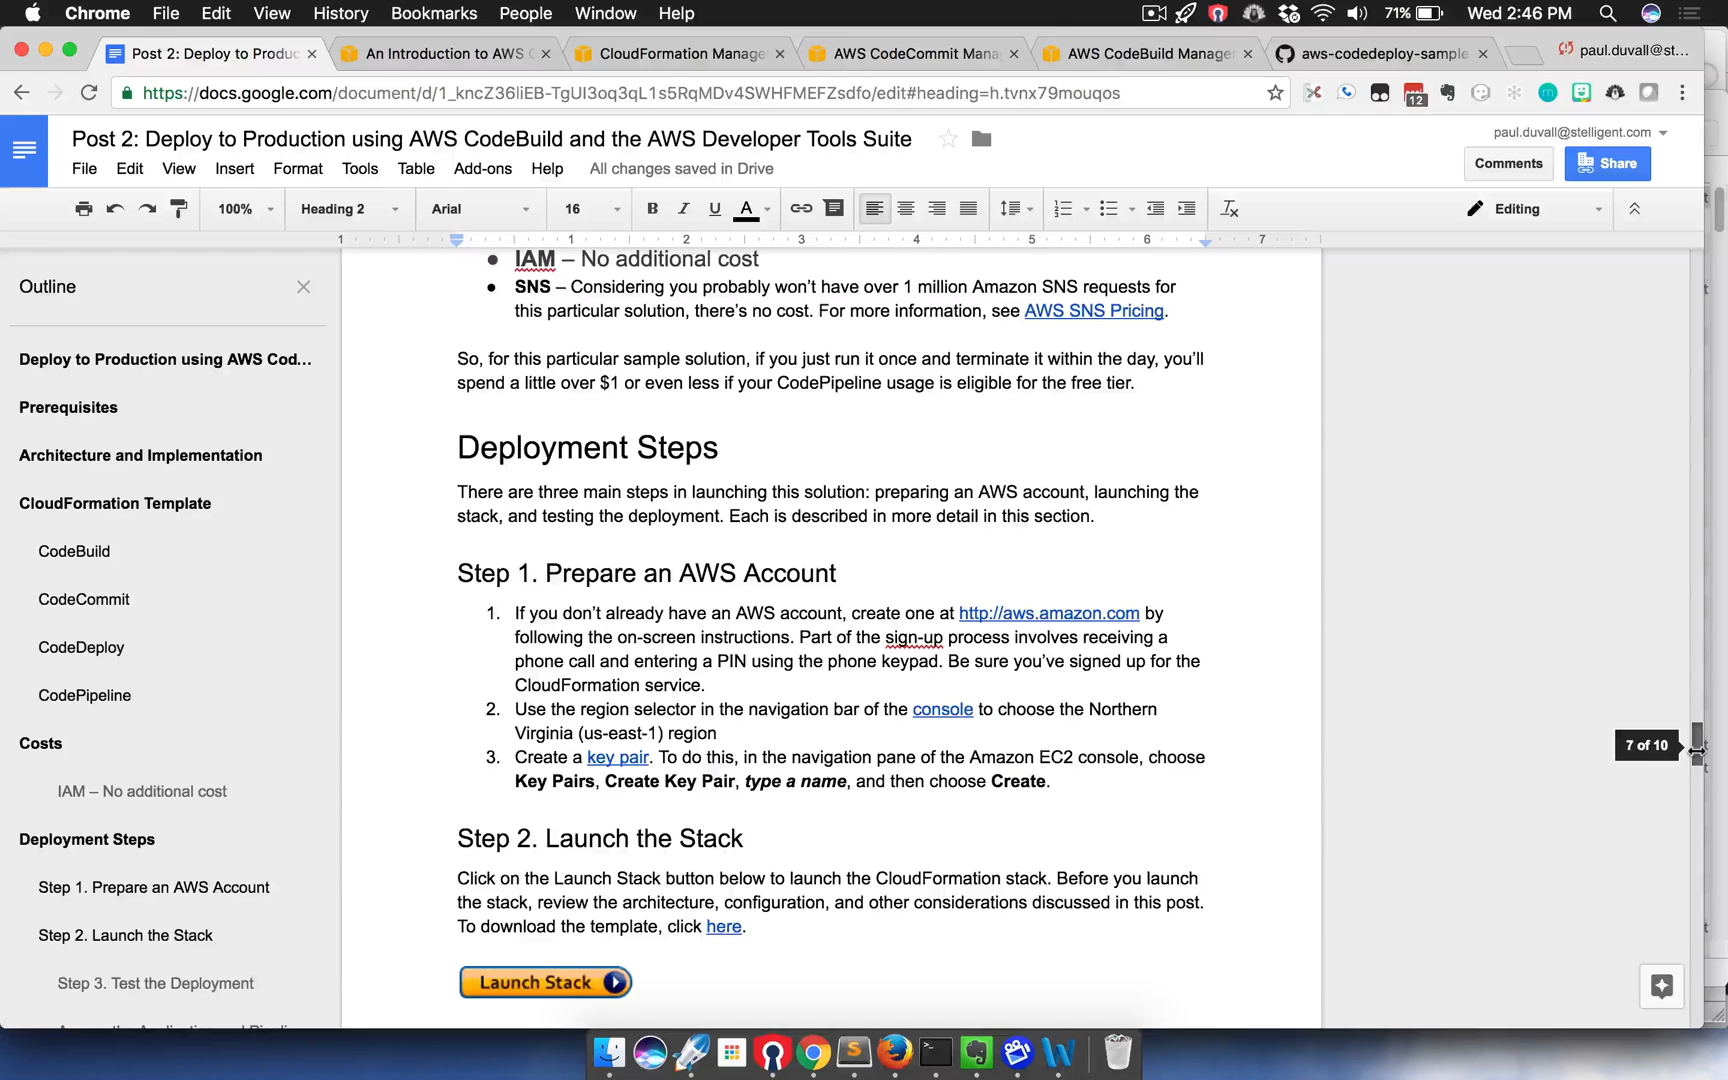 Chrome File Edit View History Bookmarks People Window Help 71% Wed 2:46 PM
Post 2: Deploy to Produc An Introduction to AWS C CloudFormation Manager AWS CodeCommit Mana AWS CodeBuild Manager aws-codedeploy-sample paul.duvall@st...
https://docs.google.com/document/d/1_kncZ36liEB-TgUI3oq3qL1s5RqMDv4SWHFMEFZsdfo/edit#heading=h.tvnx79mouqos 12
Post 2: Deploy to Production using AWS CodeBuild and the AWS Developer Tools Suite
paul.duvall@stelligent.com
File Edit View Insert Format Tools Table Add-ons Help All changes saved in Drive
Comments Share
100% Heading 2 Arial 16 B I U A Editing
1 1 2 3 4 5 6 7
Outline
Deploy to Production using AWS Cod...
Prerequisites
Architecture and Implementation
CloudFormation Template
CodeBuild
CodeCommit
CodeDeploy
CodePipeline
Costs
IAM – No additional cost
Deployment Steps
Step 1. Prepare an AWS Account
Step 2. Launch the Stack
Step 3. Test the Deployment
● IAM – No additional cost
● SNS – Considering you probably won't have over 1 million Amazon SNS requests for
this particular solution, there's no cost. For more information, see AWS SNS Pricing.
So, for this particular sample solution, if you just run it once and terminate it within the day, you'll
spend a little over $1 or even less if your CodePipeline usage is eligible for the free tier.
Deployment Steps
There are three main steps in launching this solution: preparing an AWS account, launching the
stack, and testing the deployment. Each is described in more detail in this section.
Step 1. Prepare an AWS Account
1. If you don't already have an AWS account, create one at http://aws.amazon.com by
following the on-screen instructions. Part of the sign-up process involves receiving a
phone call and entering a PIN using the phone keypad. Be sure you've signed up for the
CloudFormation service.
2. Use the region selector in the navigation bar of the console to choose the Northern
Virginia (us-east-1) region
3. Create a key pair. To do this, in the navigation pane of the Amazon EC2 console, choose
Key Pairs, Create Key Pair, type a name, and then choose Create.
7 of 10
Step 2. Launch the Stack
Click on the Launch Stack button below to launch the CloudFormation stack. Before you launch
the stack, review the architecture, configuration, and other considerations discussed in this post.
To download the template, click here.
Launch Stack